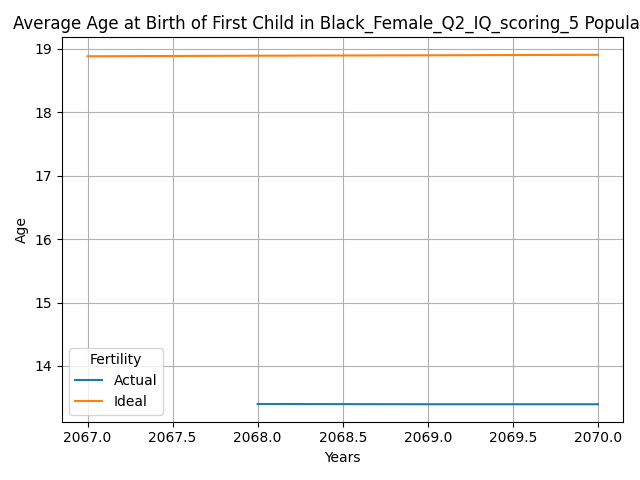 Average Age at Birth of First Child in Black_Female_Q2_IQ_scoring_5 Popula
19
18
17
16
15
14
Age
Fertility
Actual
Ideal
2067.0 2067.5 2068.0 2068.5 2069.0 2069.5 2070.0
Years